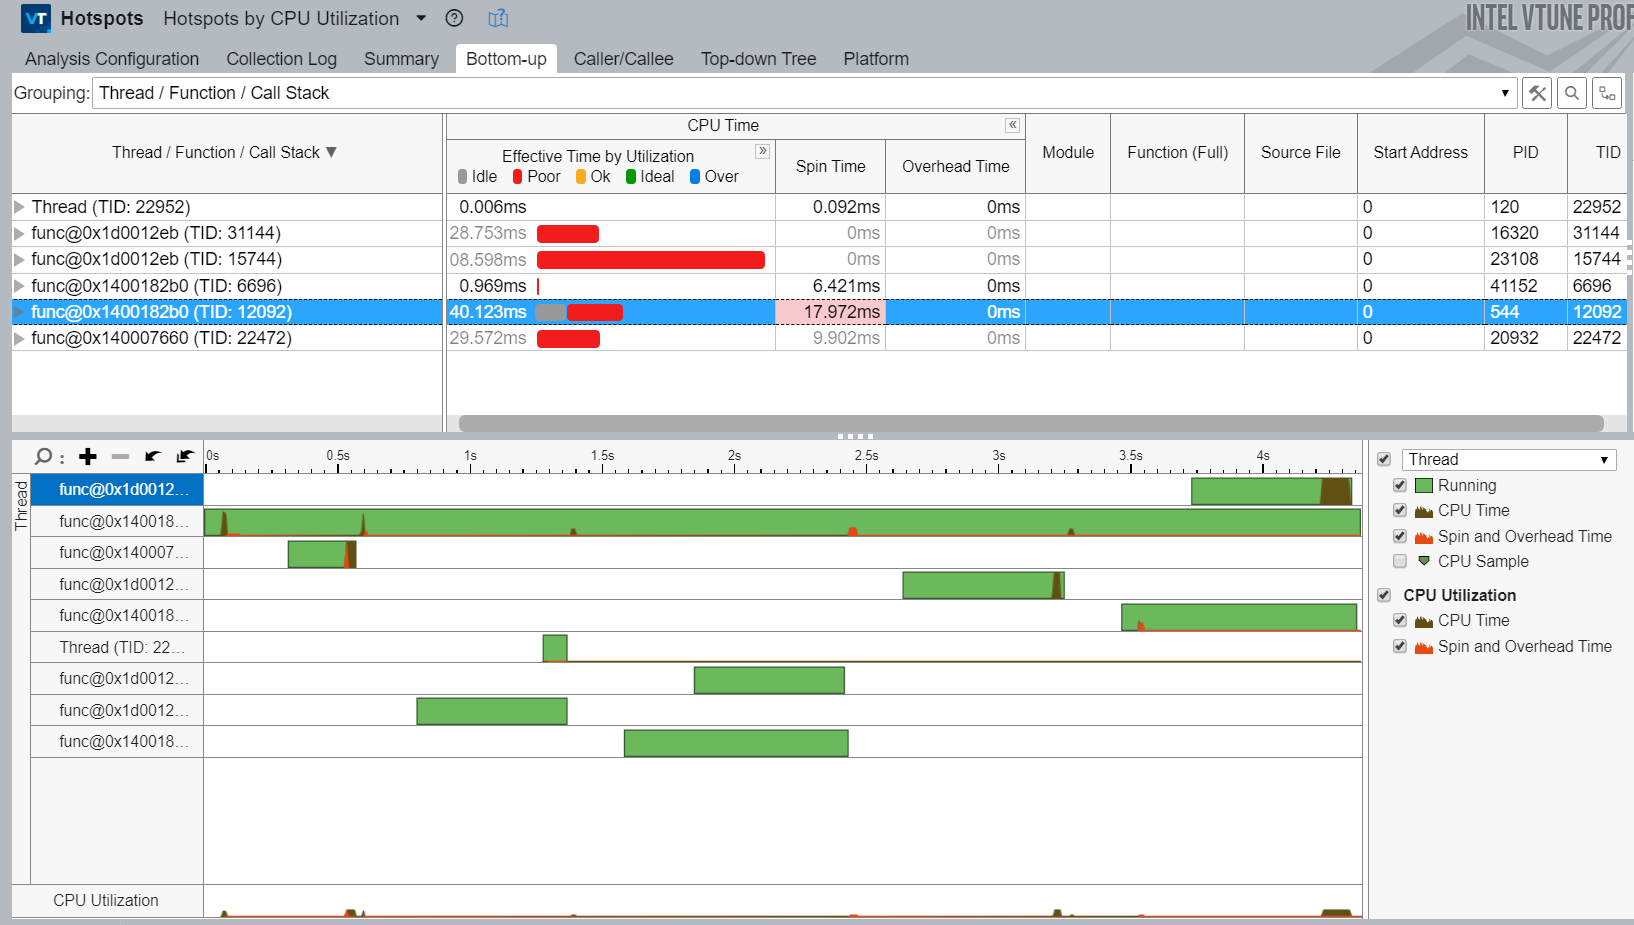 VT Hotspots Hotspots by CPU Utilization ? INTEL VTUNE PROF
Analysis Configuration Collection Log Summary Bottom-up Caller/Callee Top-down Tree Platform
Grouping: Thread / Function / Call Stack
Thread / Function / Call Stack
CPU Time «
Effective Time by Utilization »
Idle Poor Ok Ideal Over
Spin Time Overhead Time Module Function (Full) Source File Start Address PID TID
Thread (TID: 22952) 0.006ms 0.092ms 0ms 0 120 22952
func@0x1d0012eb (TID: 31144) 28.753ms 0ms 0ms 0 16320 31144
func@0x1d0012eb (TID: 15744) 08.598ms 0ms 0ms 0 23108 15744
func@0x1400182b0 (TID: 6696) 0.969ms 6.421ms 0ms 0 41152 6696
func@0x1400182b0 (TID: 12092) 40.123ms 17.972ms 0ms 0 544 12092
func@0x140007660 (TID: 22472) 29.572ms 9.902ms 0ms 0 20932 22472
0s 0.5s 1s 1.5s 2s 2.5s 3s 3.5s 4s
Thread
func@0x1d0012...
func@0x140018...
func@0x140007...
func@0x1d0012...
func@0x140018...
Thread (TID: 22...
func@0x1d0012...
func@0x1d0012...
func@0x140018...
CPU Utilization
Thread
Running
CPU Time
Spin and Overhead Time
CPU Sample
CPU Utilization
CPU Time
Spin and Overhead Time